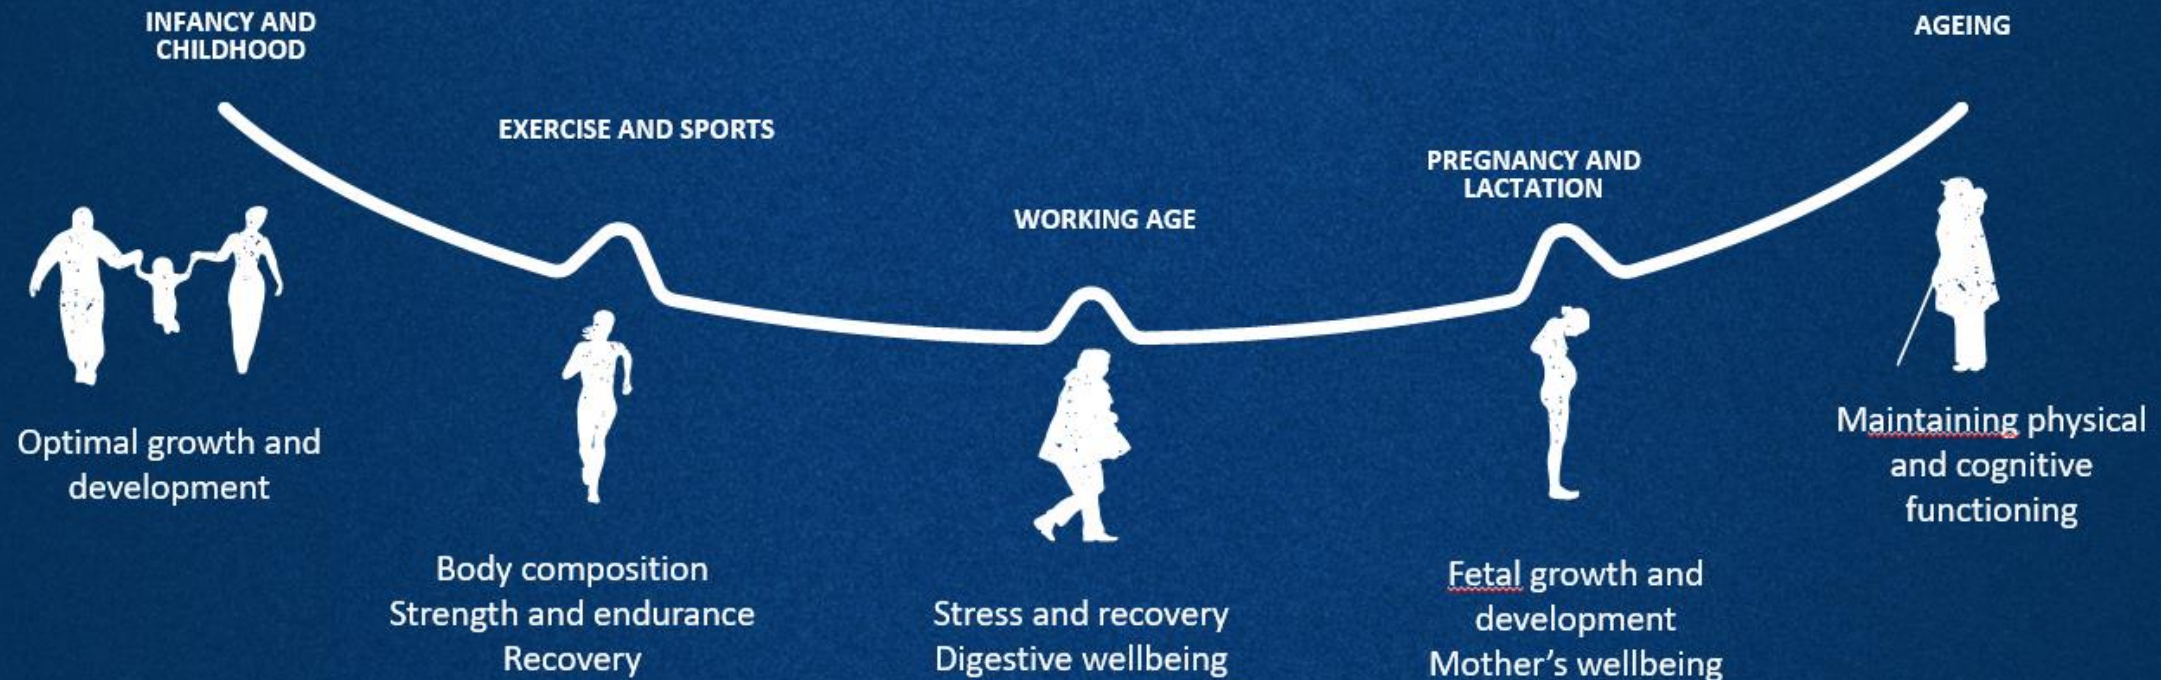 INFANCY AND
CHILDHOOD
Optimal growth and
development
EXERCISE AND SPORTS
Body composition
Strength and endurance
Recovery
WORKING AGE
Stress and recovery
Digestive wellbeing
PREGNANCY AND
LACTATION
Fetal growth and
development
Mother’s wellbeing
AGEING
Maintaining physical
and cognitive
functioning